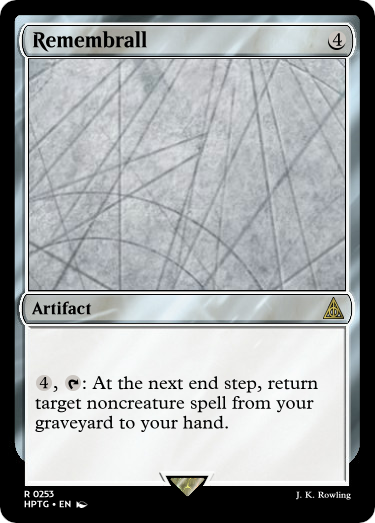 Remembrall 4
Artifact
4, : At the next end step, return
target noncreature spell from your
graveyard to your hand.
R 0253
HPTG • EN
J. K. Rowling